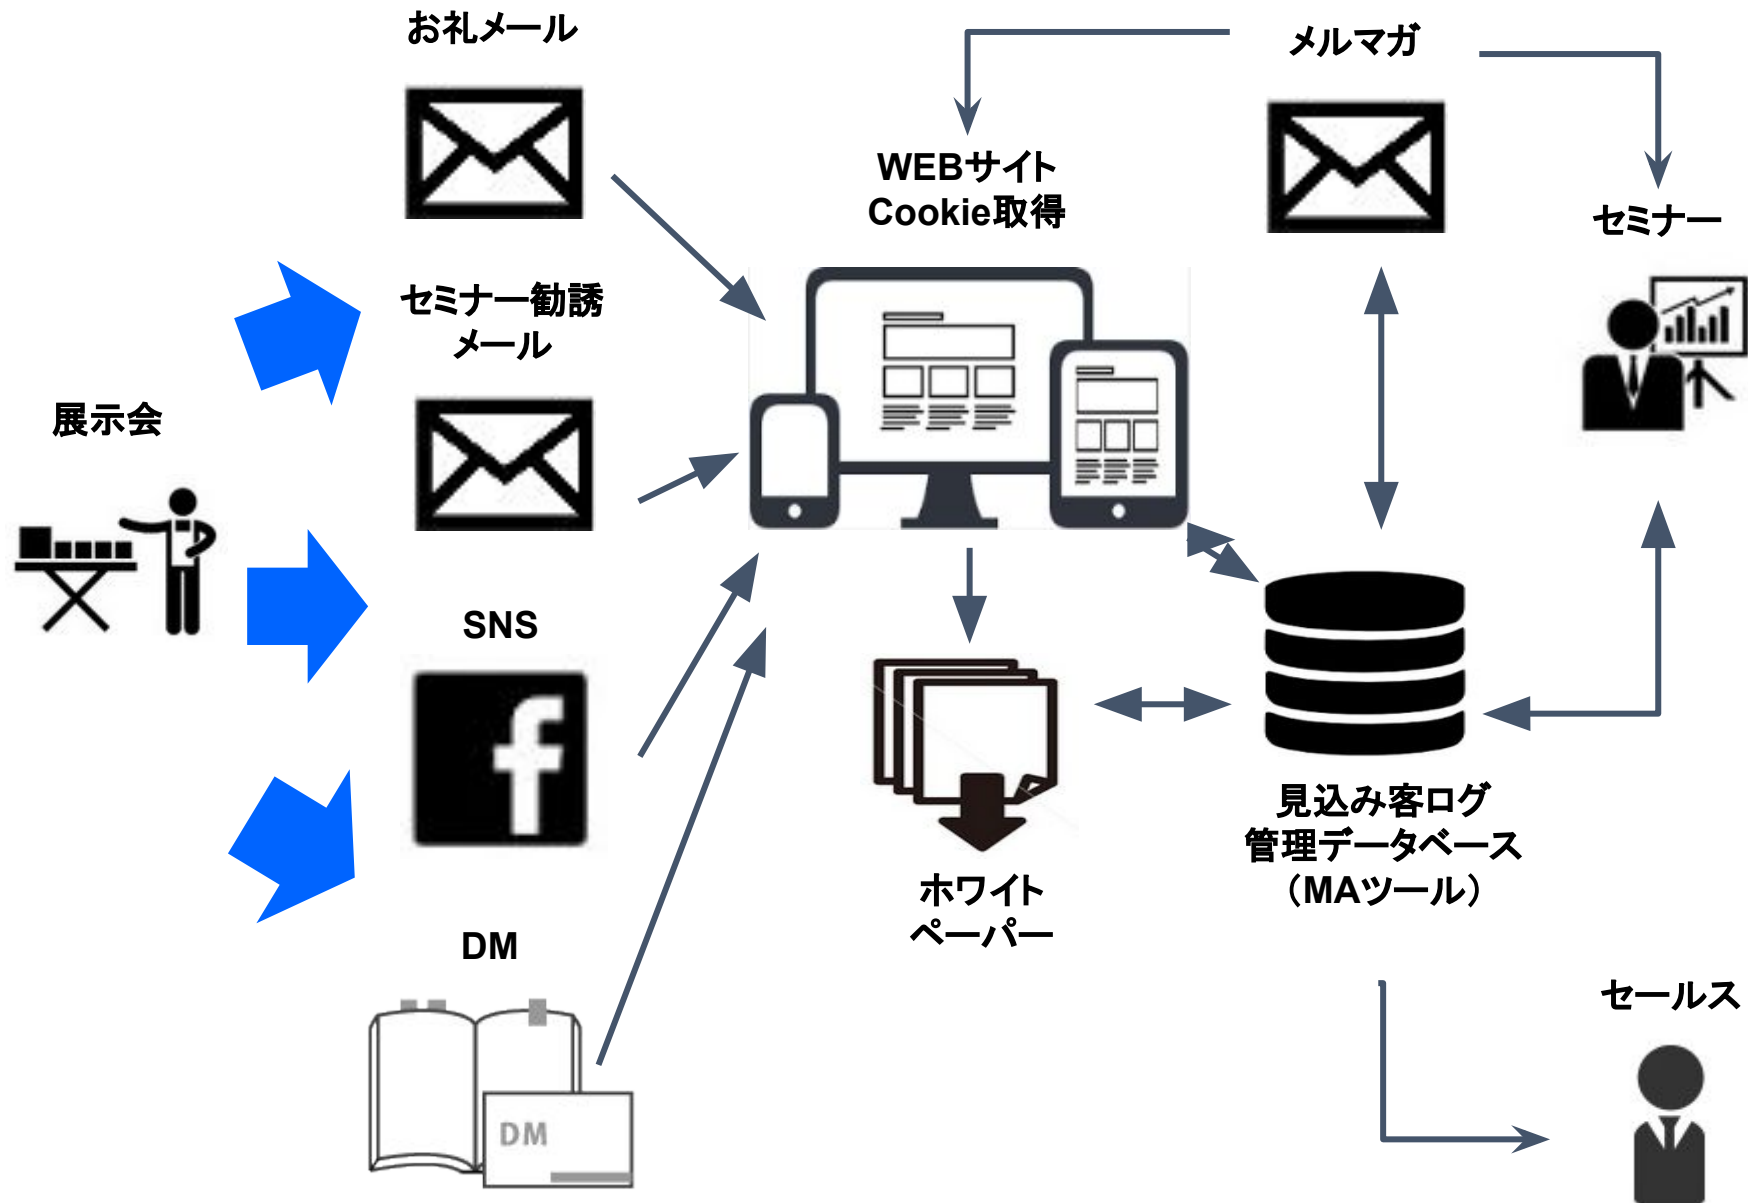 お礼メール
メルマガ
WEBサイト
Cookie取得
セミナー
セミナー勧誘
メール
展示会
SNS
f
見込み客ログ
管理データベース
（MAツール）
ホワイト
ペーパー
DM
セールス
DM